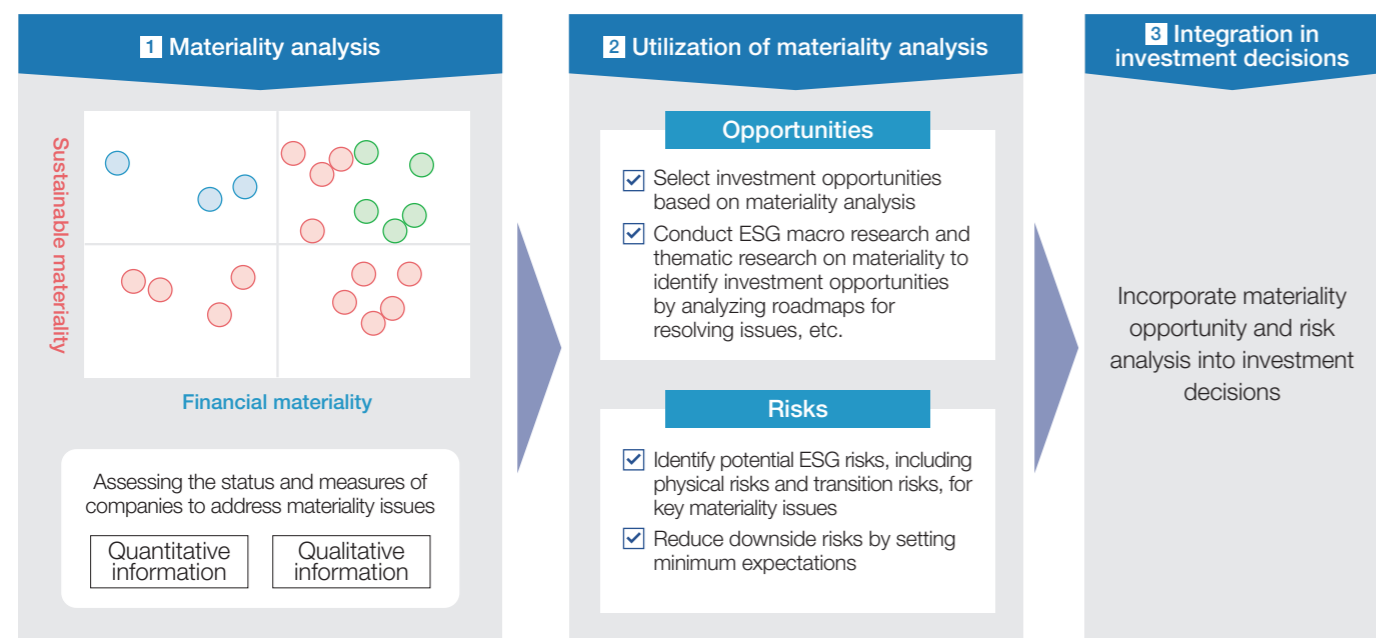 1 Materiality analysis
Sustainable materiality
Financial materiality
Assessing the status and measures of
companies to address materiality issues
Quantitative
information
Qualitative
information
2 Utilization of materiality analysis
Opportunities
Select investment opportunities
based on materiality analysis
Conduct ESG macro research and
thematic research on materiality to
identify investment opportunities
by analyzing roadmaps for
resolving issues, etc.
Risks
Identify potential ESG risks, including
physical risks and transition risks, for
key materiality issues
Reduce downside risks by setting
minimum expectations
3 Integration in
investment decisions
Incorporate materiality
opportunity and risk
analysis into investment
decisions